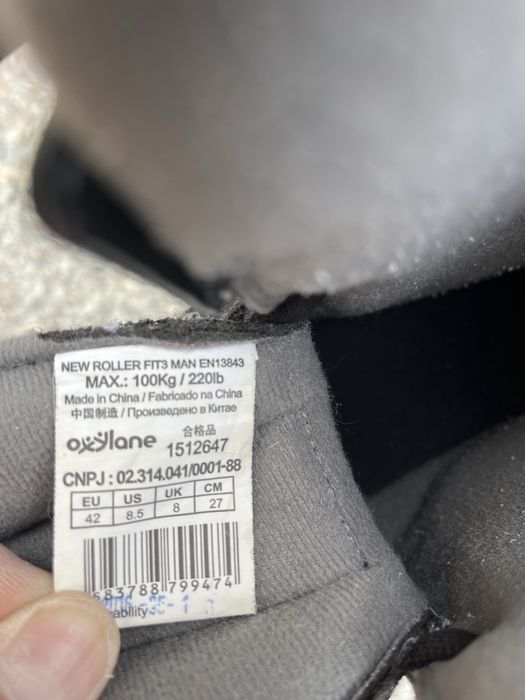 NEW ROLLER FIT3 MAN EN13843
MAX.: 100Kg / 220lb
Made in China / Fabricado na China
中国制造 / Произведено в Китае
oxylane 合格品
1512647
CNPJ : 02.314.041/0001-88
EU US UK CM
42 8.5 8 27
583788 799474
ability